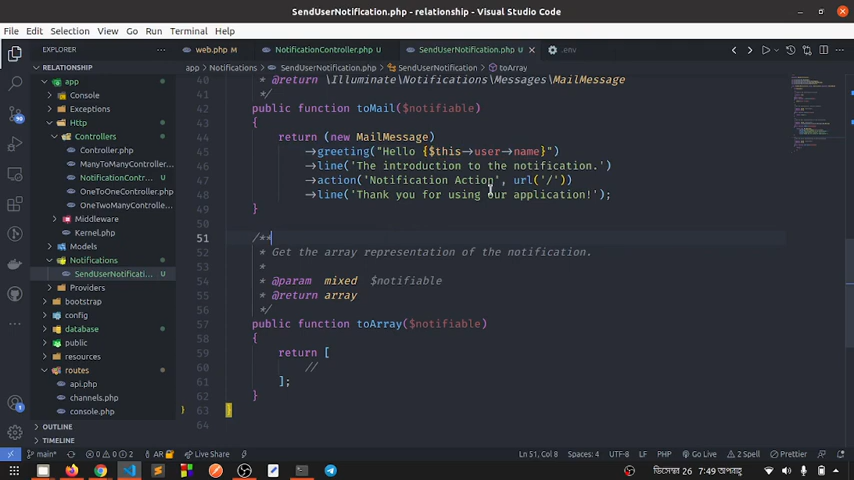 SendUserNotification.php - relationship - Visual Studio Code
File Edit Selection View Go Run Terminal Help
EXPLORER
web.php M
NotificationController.php U
SendUserNotification.php U
.env
RELATIONSHIP
app > Notifications > SendUserNotification.php > SendUserNotification > toArray
app
Console
Exceptions
Http
Controllers
Controller.php
ManyToManyController...
NotificationContr...
OneToOneController.php
OneTwoManyController...
Middleware
Kernel.php
Models
Notifications
SendUserNotificati...
Providers
bootstrap
config
database
public
resources
routes
api.php
channels.php
console.php
OUTLINE
TIMELINE
40 * @return \Illuminate\Notifications\Messages\MailMessage
41 */
42 public function toMail($notifiable)
43 {
44 return (new MailMessage)
45 ->greeting("Hello {$this->user->name}")
46 ->line('The introduction to the notification.')
47 ->action('Notification Action', url('/'))
48 ->line('Thank you for using our application!');
49 }
50
51 /**
52 * Get the array representation of the notification.
53 *
54 * @param mixed $notifiable
55 * @return array
56 */
57 public function toArray($notifiable)
58 {
59 return [
60 //
61 ];
62 }
63 }
64
main* 0 0 2 AR Live Share Ln 51, Col 8 Spaces: 4 UTF-8 LF PHP Go Live 2 Spell Prettier
ডিসেম্বর 26 7:49 অপরাহ্ণ